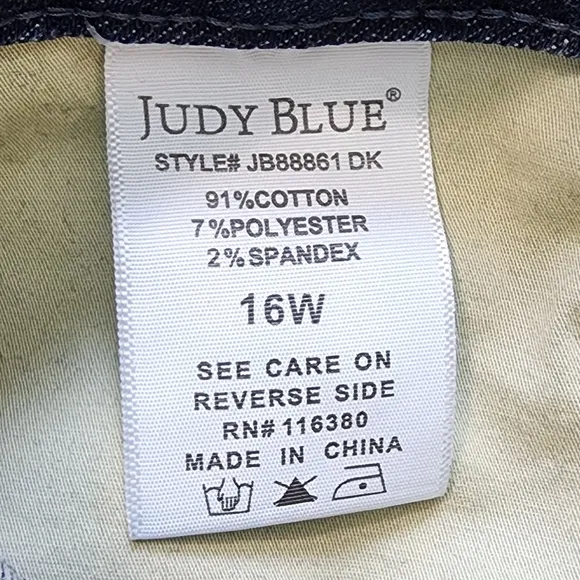 JUDY BLUE®
STYLE# JB88861 DK
91%COTTON
7%POLYESTER
2%SPANDEX
16W
SEE CARE ON
REVERSE SIDE
RN# 116380
MADE IN CHINA